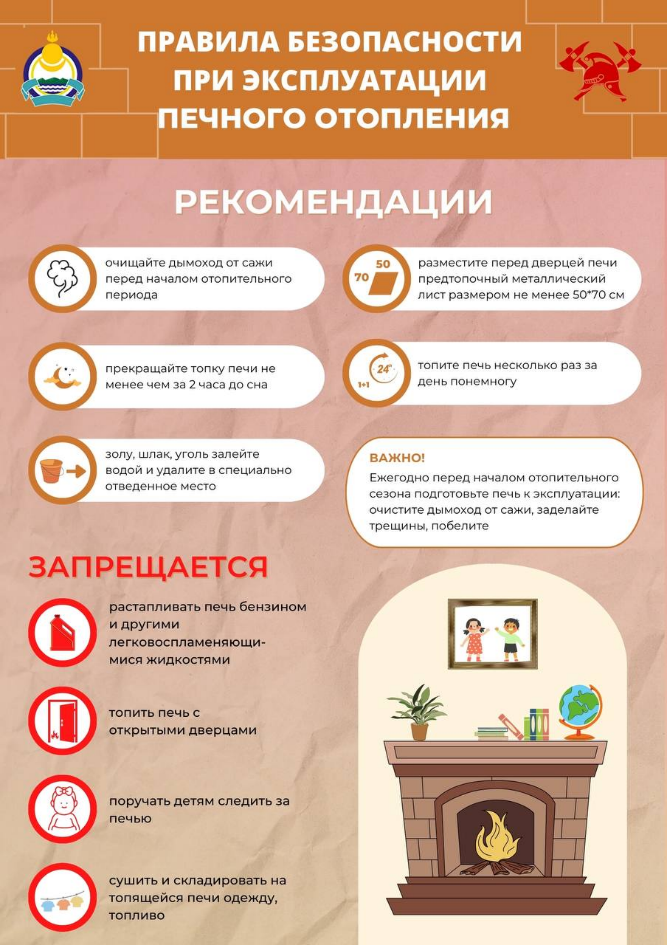 ПРАВИЛА БЕЗОПАСНОСТИ
ПРИ ЭКСПЛУАТАЦИИ
ПЕЧНОГО ОТОПЛЕНИЯ
РЕКОМЕНДАЦИИ
очищайте дымоход от сажи
перед началом отопительного
периода
50
70
разместите перед дверцей печи
предтопочный металлический
лист размером не менее 50*70 см
прекращайте топку печи не
менее чем за 2 часа до сна
24
1+1
топите печь несколько раз за
день понемногу
золу, шлак, уголь залейте
водой и удалите в специально
отведенное место
ВАЖНО!
Ежегодно перед началом отопительного
сезона подготовьте печь к эксплуатации:
очистите дымоход от сажи, заделайте
трещины, побелите
ЗАПРЕЩАЕТСЯ
растапливать печь бензином
и другими
легковоспламеняющи-
мися жидкостями
топить печь с
открытыми дверцами
поручать детям следить за
печью
сушить и складировать на
топящейся печи одежду,
топливо